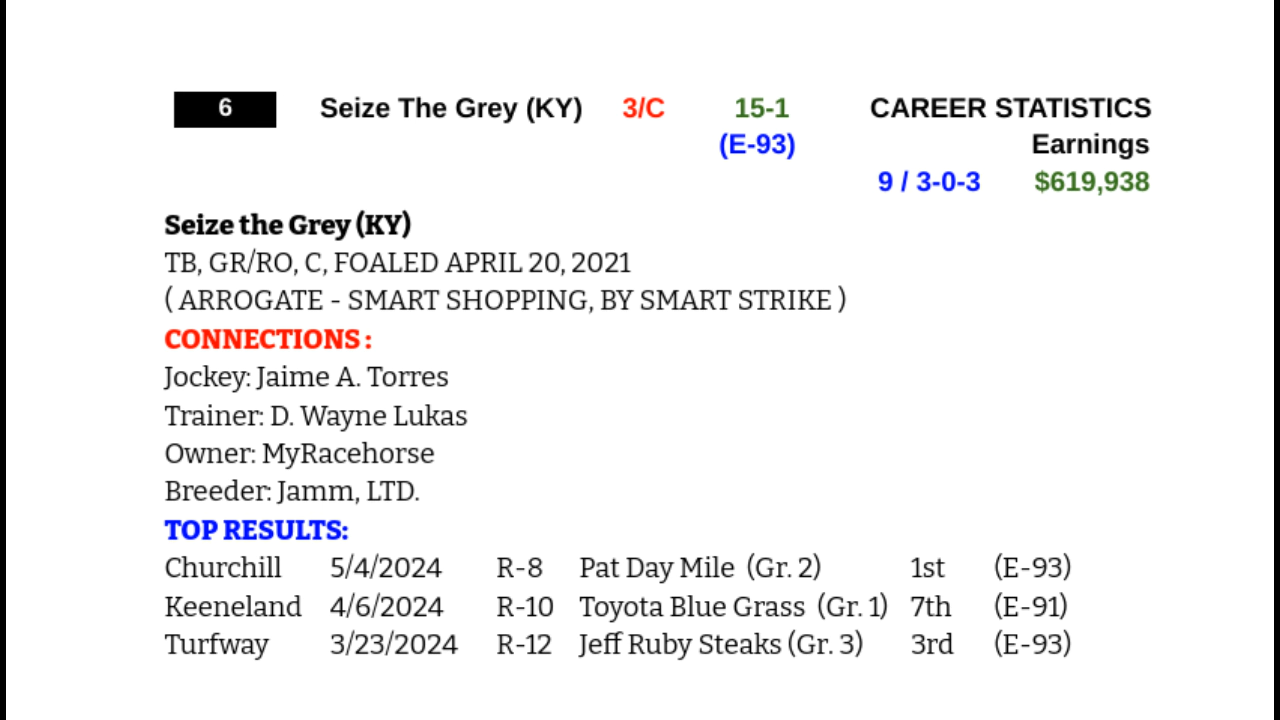 6 Seize The Grey (KY) 3/C 15-1 CAREER STATISTICS
(E-93) Earnings
9 / 3-0-3 $619,938
Seize the Grey (KY)
TB, GR/RO, C, FOALED APRIL 20, 2021
( ARROGATE - SMART SHOPPING, BY SMART STRIKE )
CONNECTIONS :
Jockey: Jaime A. Torres
Trainer: D. Wayne Lukas
Owner: MyRacehorse
Breeder: Jamm, LTD.
TOP RESULTS:
Churchill 5/4/2024 R-8 Pat Day Mile (Gr. 2) 1st (E-93)
Keeneland 4/6/2024 R-10 Toyota Blue Grass (Gr. 1) 7th (E-91)
Turfway 3/23/2024 R-12 Jeff Ruby Steaks (Gr. 3) 3rd (E-93)